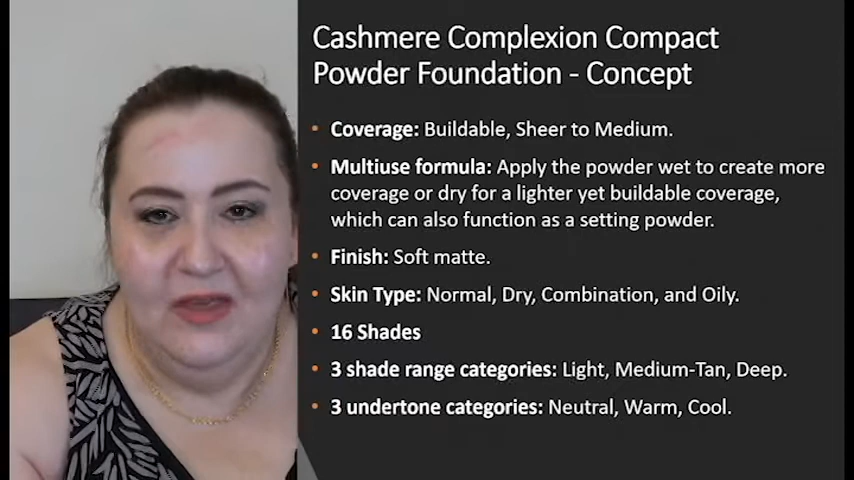 Cashmere Complexion Compact
Powder Foundation - Concept
• Coverage: Buildable, Sheer to Medium.
• Multiuse formula: Apply the powder wet to create more
coverage or dry for a lighter yet buildable coverage,
which can also function as a setting powder.
• Finish: Soft matte.
• Skin Type: Normal, Dry, Combination, and Oily.
• 16 Shades
• 3 shade range categories: Light, Medium-Tan, Deep.
• 3 undertone categories: Neutral, Warm, Cool.